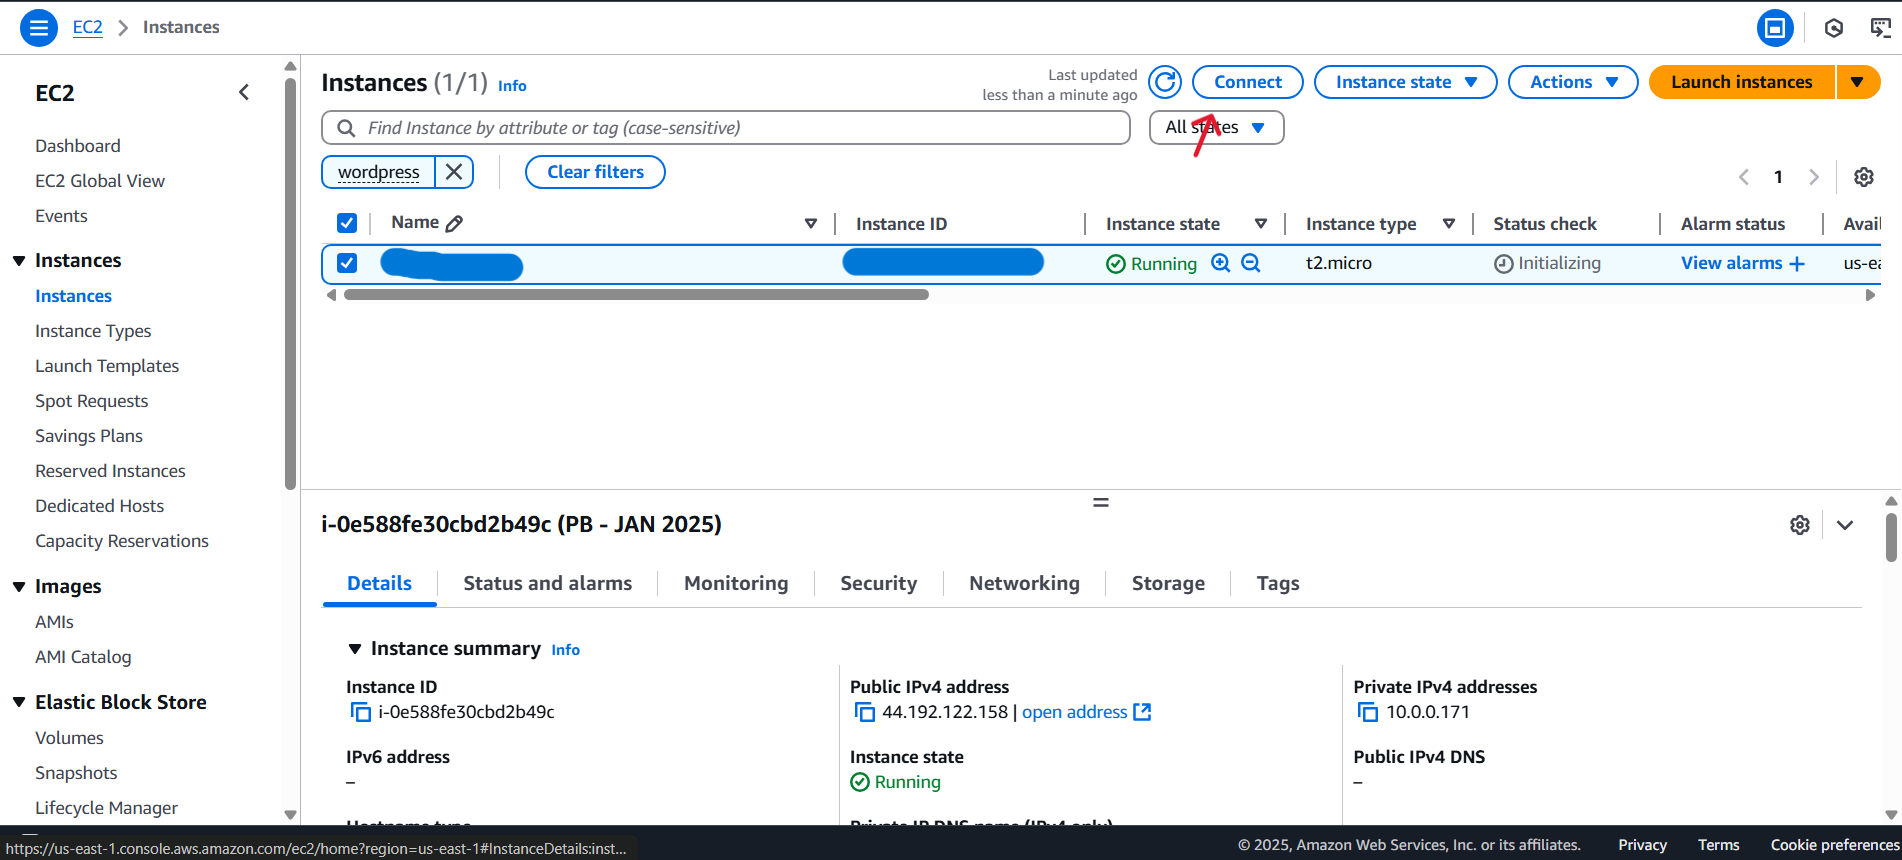 EC2 > Instances
EC2
Dashboard
EC2 Global View
Events
Instances
Instances
Instance Types
Launch Templates
Spot Requests
Savings Plans
Reserved Instances
Dedicated Hosts
Capacity Reservations
Images
AMIs
AMI Catalog
Elastic Block Store
Volumes
Snapshots
Lifecycle Manager
Instances (1/1) Info
Last updated
less than a minute ago
Connect
Instance state
Actions
Launch instances
Find Instance by attribute or tag (case-sensitive)
All states
wordpress
Clear filters
1
Name Instance ID Instance state Instance type Status check Alarm status Avail
Running t2.micro Initializing View alarms + us-ea
i-0e588fe30cbd2b49c (PB - JAN 2025)
Details Status and alarms Monitoring Security Networking Storage Tags
Instance summary Info
Instance ID
i-0e588fe30cbd2b49c
Public IPv4 address
44.192.122.158 | open address
Private IPv4 addresses
10.0.0.171
IPv6 address
–
Instance state
Running
Public IPv4 DNS
–
Hostname type
Private IP DNS name (IPv4 only)
https://us-east-1.console.aws.amazon.com/ec2/home?region=us-east-1#InstanceDetails:inst...
© 2025, Amazon Web Services, Inc. or its affiliates. Privacy Terms Cookie preferences